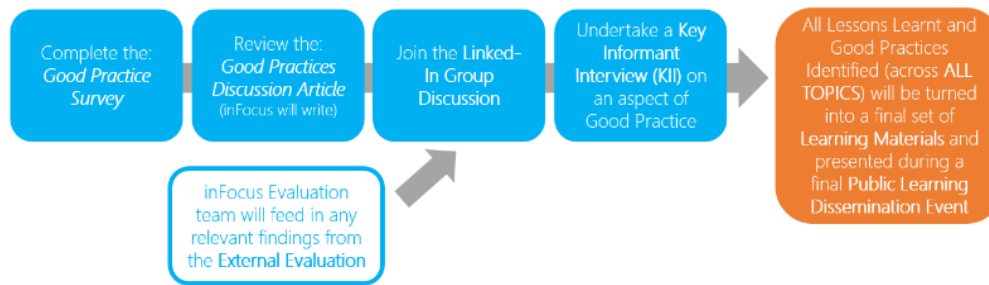 Complete the:
Good Practice
Survey
Review the:
Good Practices
Discussion Article
(inFocus will write)
Join the Linked-
In Group
Discussion
Undertake a Key
Informant
Interview (KII) on
an aspect of
Good Practice
All Lessons Learnt and
Good Practices
Identified (across ALL
TOPICS) will be turned
into a final set of
Learning Materials and
presented during a
final Public Learning
Dissemination Event
inFocus Evaluation
team will feed in any
relevant findings from
the External Evaluation